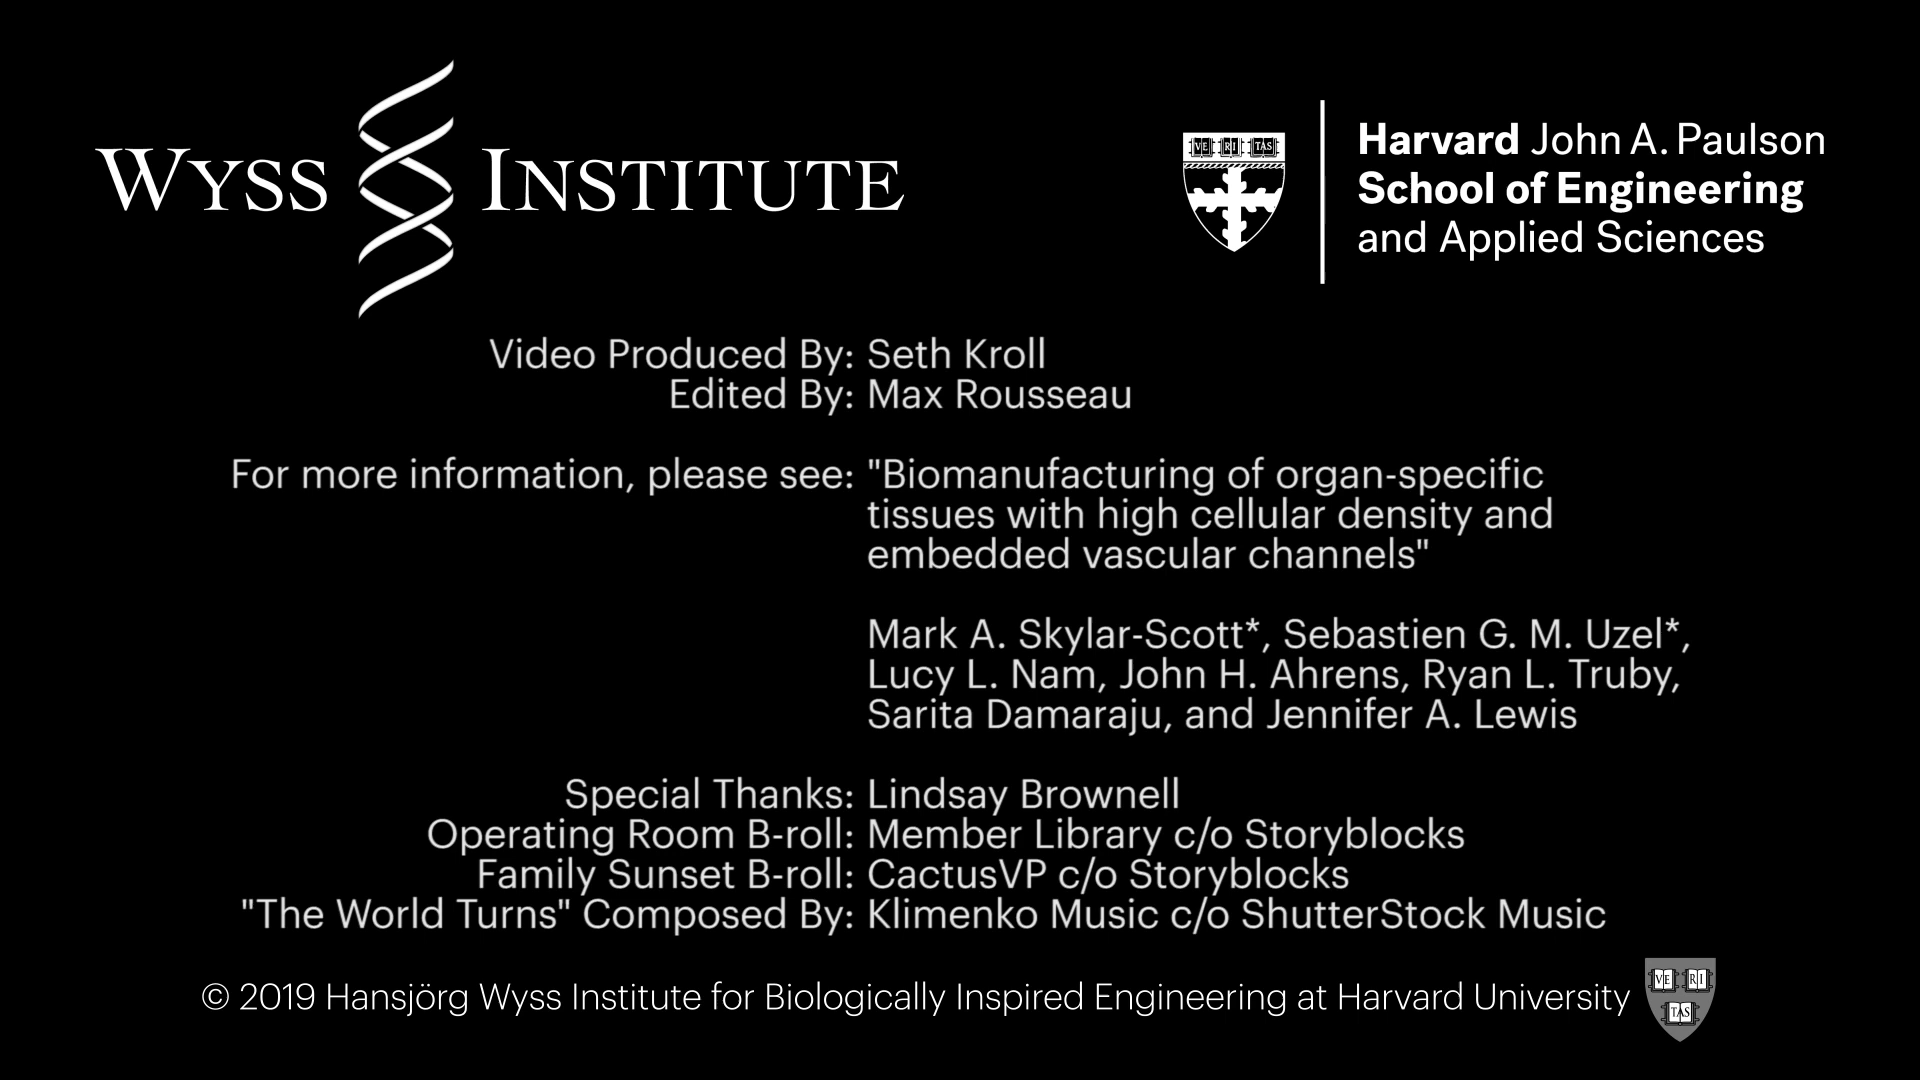 WYSS INSTITUTE
VE RI TAS
Harvard John A. Paulson
School of Engineering
and Applied Sciences
Video Produced By: Seth Kroll
Edited By: Max Rousseau
For more information, please see: "Biomanufacturing of organ-specific
tissues with high cellular density and
embedded vascular channels"
Mark A. Skylar-Scott*, Sebastien G. M. Uzel*,
Lucy L. Nam, John H. Ahrens, Ryan L. Truby,
Sarita Damaraju, and Jennifer A. Lewis
Special Thanks: Lindsay Brownell
Operating Room B-roll: Member Library c/o Storyblocks
Family Sunset B-roll: CactusVP c/o Storyblocks
"The World Turns" Composed By: Klimenko Music c/o ShutterStock Music
© 2019 Hansjörg Wyss Institute for Biologically Inspired Engineering at Harvard University
VE RI
TAS